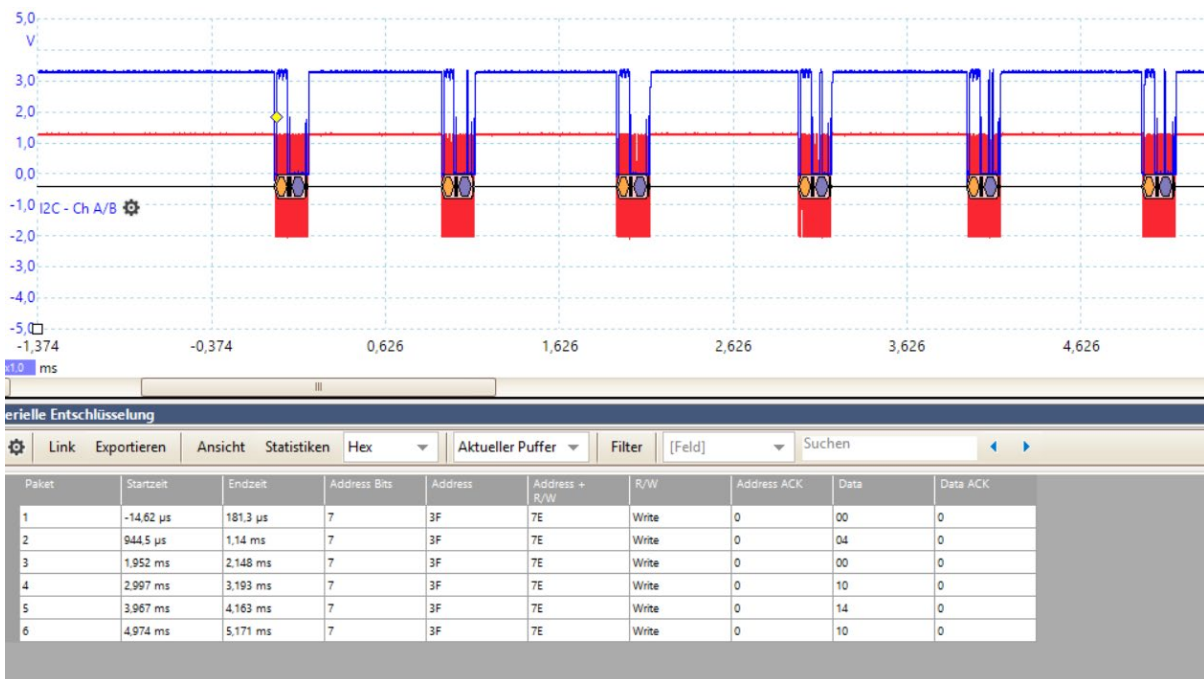 5,0
V
3,0
2,0
1,0
0,0
-1,0
I2C - Ch A/B
-2,0
-3,0
-4,0
-5,0
-1,374 -0,374 0,626 1,626 2,626 3,626 4,626
x1.0 ms
erielle Entschlüsselung
Link Exportieren Ansicht Statistiken Hex Aktueller Puffer Filter [Feld] Suchen
Paket Startzeit Endzeit Address Bits Address Address + R/W R/W Address ACK Data Data ACK
1 -14,62 µs 181,3 µs 7 3F 7E Write 0 00 0
2 944,5 µs 1,14 ms 7 3F 7E Write 0 04 0
3 1,952 ms 2,148 ms 7 3F 7E Write 0 00 0
4 2,997 ms 3,193 ms 7 3F 7E Write 0 10 0
5 3,967 ms 4,163 ms 7 3F 7E Write 0 14 0
6 4,974 ms 5,171 ms 7 3F 7E Write 0 10 0